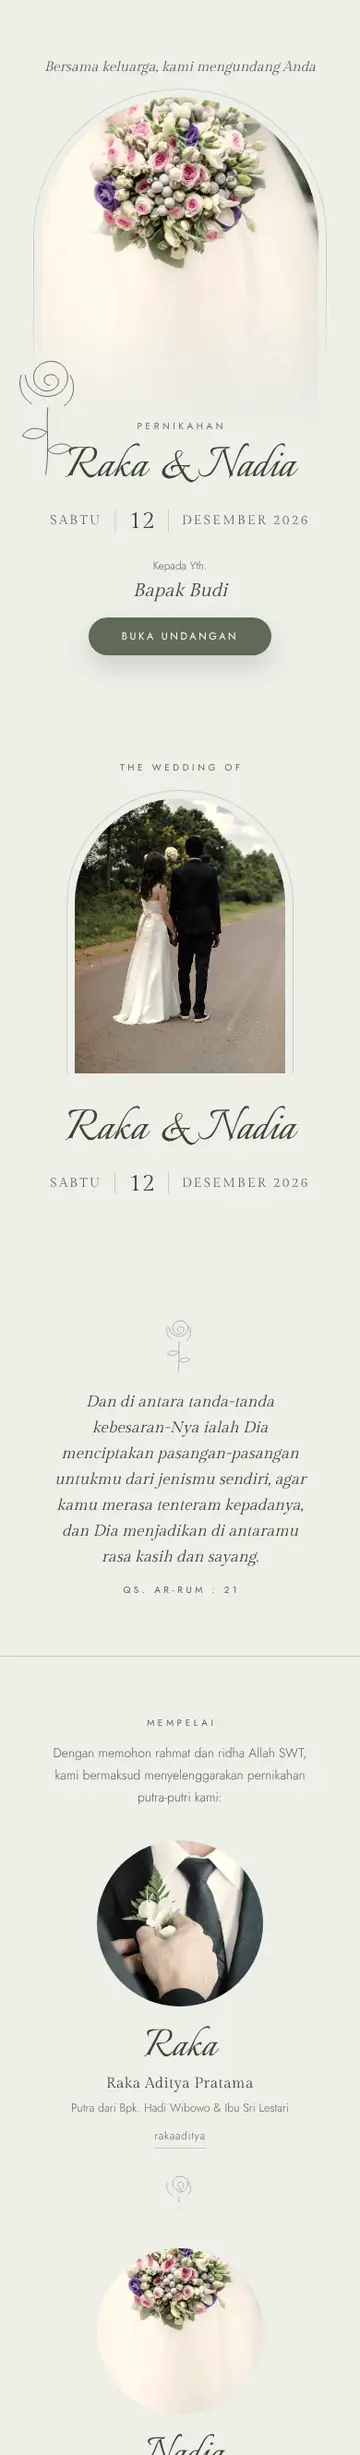 Bersama keluarga, kami mengundang Anda
PERNIKAHAN
Raka & Nadia
SABTU 12 DESEMBER 2026
Kepada Yth.
Bapak Budi
BUKA UNDANGAN
THE WEDDING OF
Raka & Nadia
SABTU 12 DESEMBER 2026
Dan di antara tanda-tanda
kebesaran-Nya ialah Dia
menciptakan pasangan-pasangan
untukmu dari jenismu sendiri, agar
kamu merasa tenteram kepadanya,
dan Dia menjadikan di antaramu
rasa kasih dan sayang.
QS. AR-RUM : 21
MEMPELAI
Dengan memohon rahmat dan ridha Allah SWT,
kami bermaksud menyelenggarakan pernikahan
putra-putri kami:
Raka
Raka Aditya Pratama
Putra dari Bpk. Hadi Wibowo & Ibu Sri Lestari
rakaaditya
Nadia